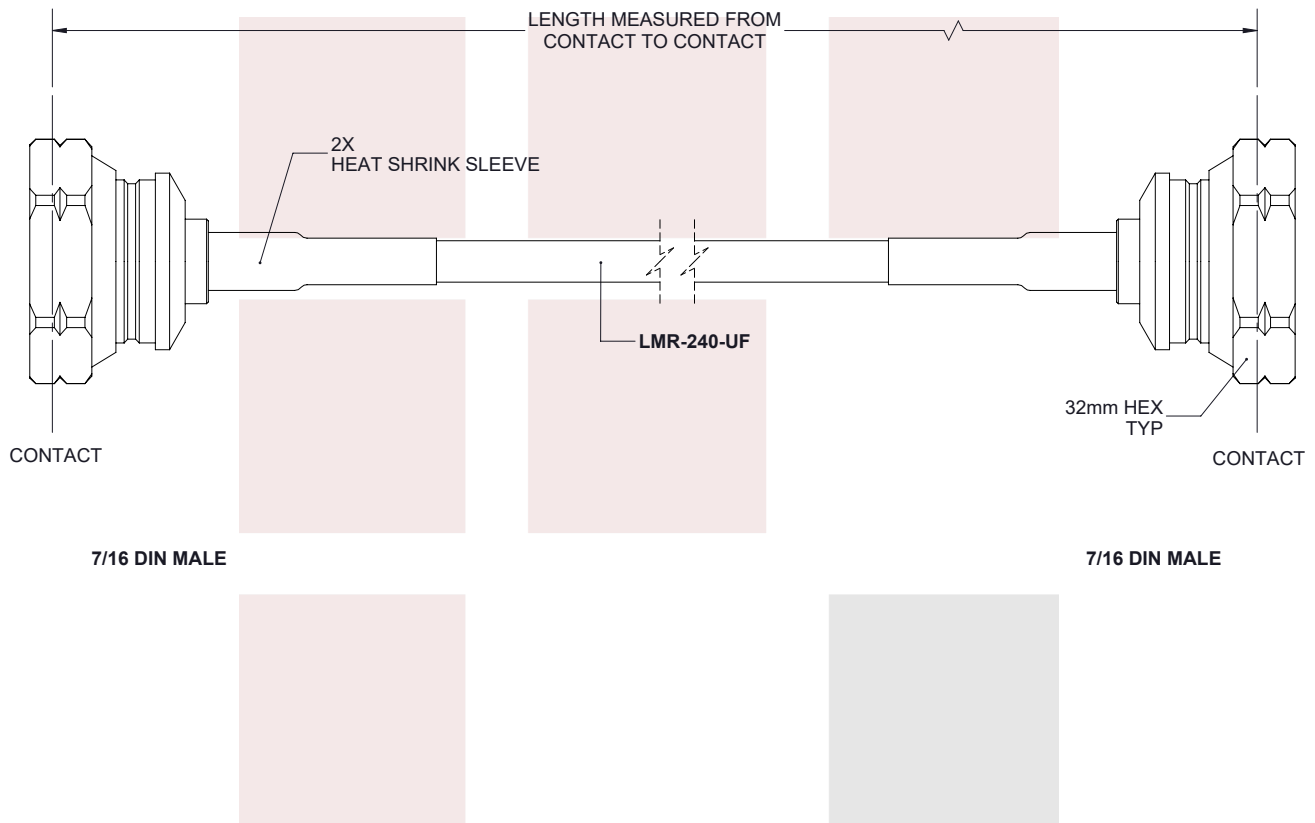 LENGTH MEASURED FROM
CONTACT TO CONTACT
2X
HEAT SHRINK SLEEVE
LMR-240-UF
32mm HEX
TYP
CONTACT
CONTACT
7/16 DIN MALE
7/16 DIN MALE